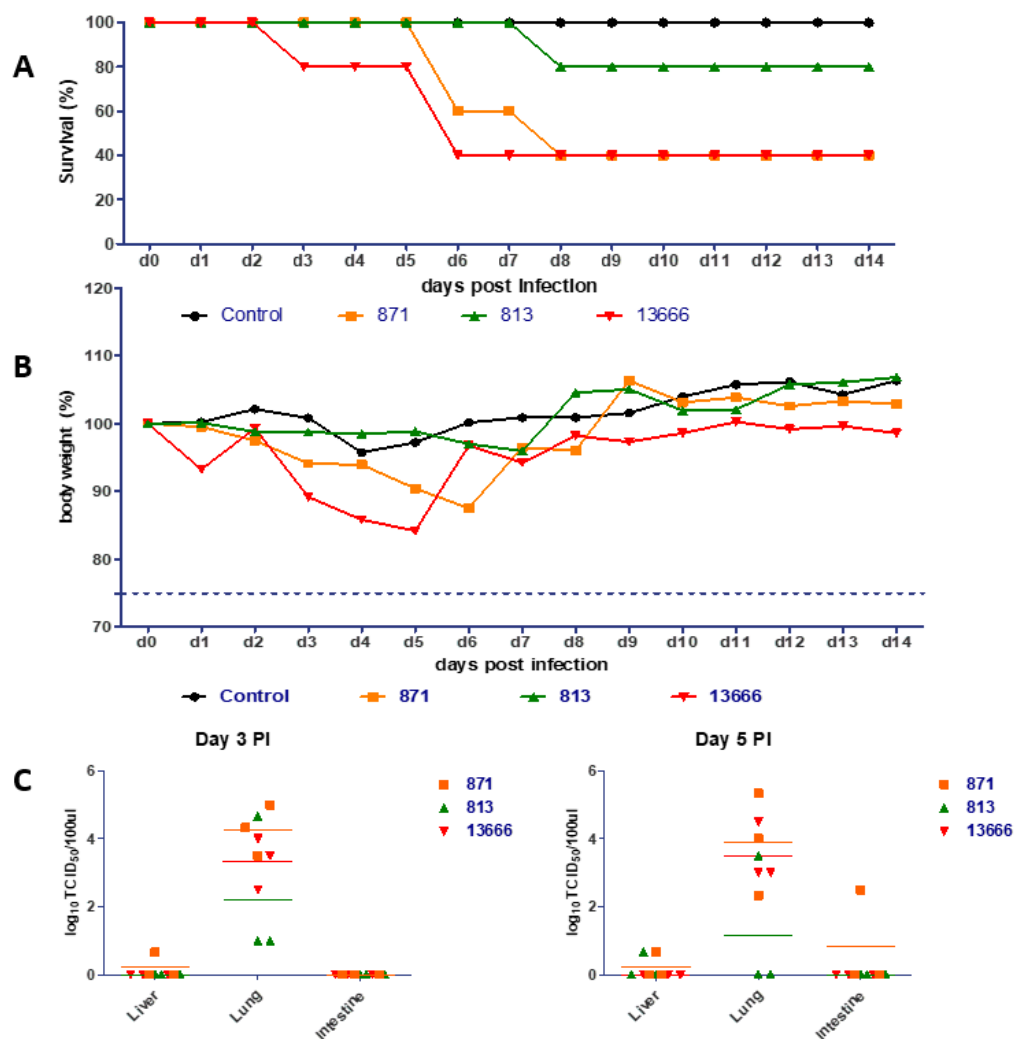 A
Survival (%)
100
80
60
40
20
0
d0 d1 d2 d3 d4 d5 d6 d7 d8 d9 d10 d11 d12 d13 d14
days post Infection
Control 871 813 13666
B
body weight (%)
120
110
100
90
80
70
d0 d1 d2 d3 d4 d5 d6 d7 d8 d9 d10 d11 d12 d13 d14
days post infection
Control 871 813 13666
C
Day 3 PI
log10 TCID50/100ul
6
4
2
0
Liver Lung Intestine
871
813
13666
Day 5 PI
log10 TCID50/100ul
6
4
2
0
Liver Lung Intestine
871
813
13666